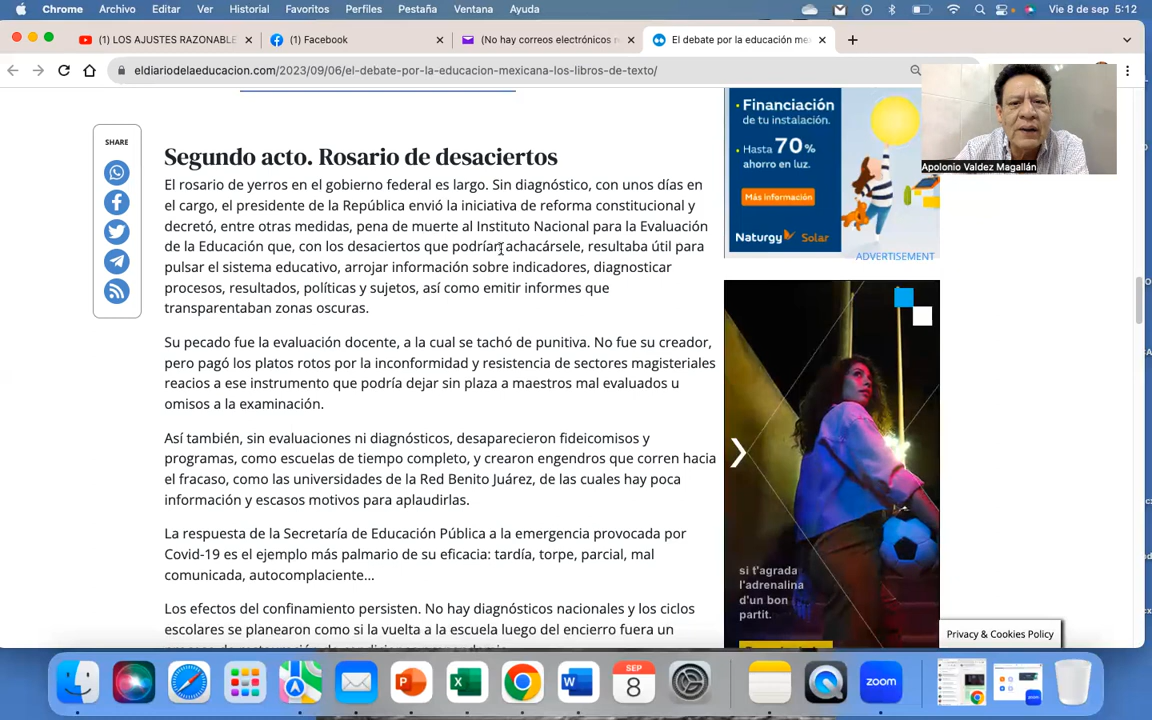 Chrome Archivo Editar Ver Historial Favoritos Perfiles Pestaña Ventana Ayuda Vie 8 de sep 5:12
(1) LOS AJUSTES RAZONABLE
(1) Facebook
(No hay correos electrónicos
El debate por la educación me
eldiariodelaeducacion.com/2023/09/06/el-debate-por-la-educacion-mexicana-los-libros-de-texto/
Apolonio Valdez Magallán
SHARE
Segundo acto. Rosario de desaciertos
El rosario de yerros en el gobierno federal es largo. Sin diagnóstico, con unos días en
el cargo, el presidente de la República envió la iniciativa de reforma constitucional y
decretó, entre otras medidas, pena de muerte al Instituto Nacional para la Evaluación
de la Educación que, con los desaciertos que podrían achacársele, resultaba útil para
pulsar el sistema educativo, arrojar información sobre indicadores, diagnosticar
procesos, resultados, políticas y sujetos, así como emitir informes que
transparentaban zonas oscuras.
Su pecado fue la evaluación docente, a la cual se tachó de punitiva. No fue su creador,
pero pagó los platos rotos por la inconformidad y resistencia de sectores magisteriales
reacios a ese instrumento que podría dejar sin plaza a maestros mal evaluados u
omisos a la examinación.
Así también, sin evaluaciones ni diagnósticos, desaparecieron fideicomisos y
programas, como escuelas de tiempo completo, y crearon engendros que corren hacia
el fracaso, como las universidades de la Red Benito Juárez, de las cuales hay poca
información y escasos motivos para aplaudirlas.
La respuesta de la Secretaría de Educación Pública a la emergencia provocada por
Covid-19 es el ejemplo más palmario de su eficacia: tardía, torpe, parcial, mal
comunicada, autocomplaciente...
Los efectos del confinamiento persisten. No hay diagnósticos nacionales y los ciclos
escolares se planearon como si la vuelta a la escuela luego del encierro fuera un
• Financiación
de tu instalación.
• Hasta 70%
ahorro en luz.
Más información
Naturgy Solar
ADVERTISEMENT
si t'agrada
l'adrenalina
d'un bon
partit.
Privacy & Cookies Policy
SEP
8
zoom